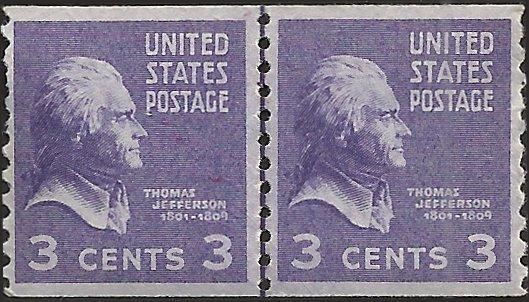 UNITED
STATES
POSTAGE
THOMAS
JEFFERSON
1801-1809
3 CENTS 3
UNITED
STATES
POSTAGE
THOMAS
JEFFERSON
1801-1809
3 CENTS 3